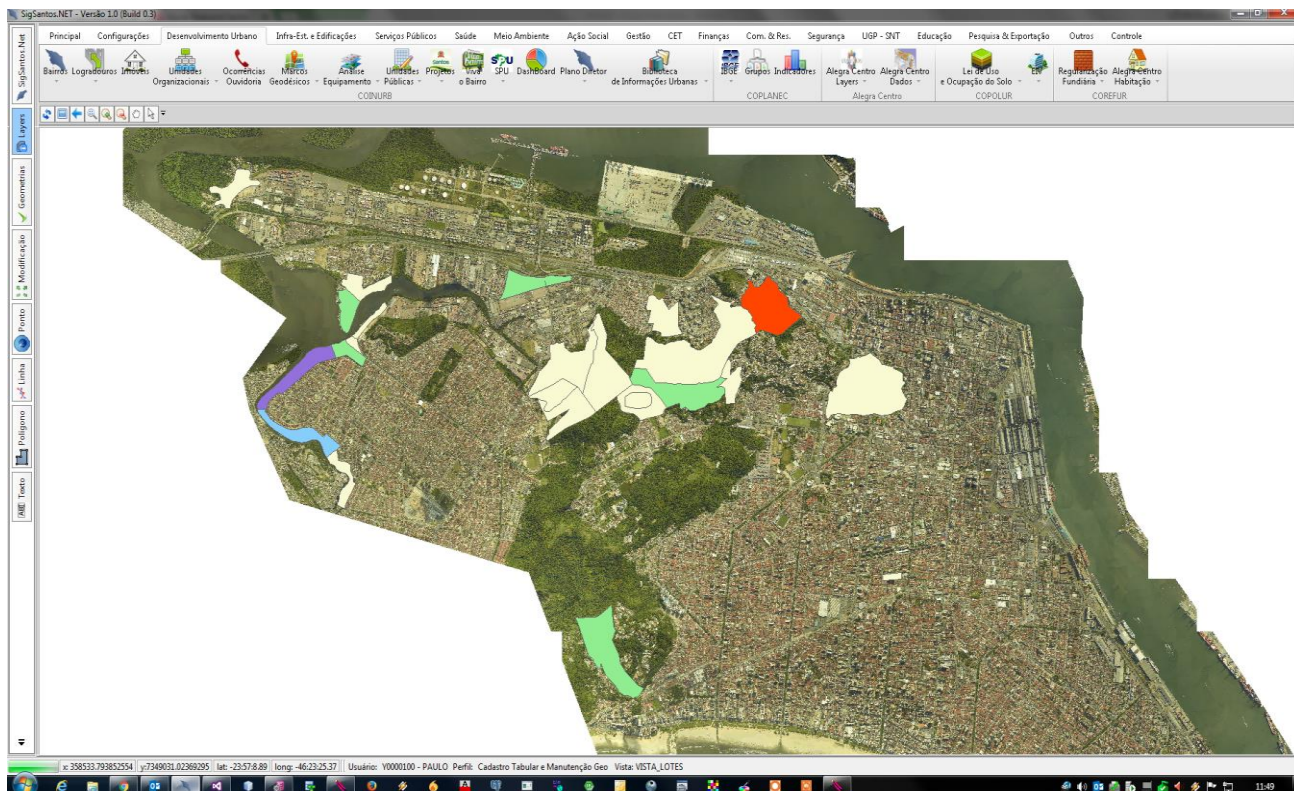 SigSantos.NET - Versão 1.0 (Build 0.3)
Principal Configurações Desenvolvimento Urbano Infra-Est. e Edificações Serviços Públicos Saúde Meio Ambiente Ação Social Gestão CET Finanças Com. & Res. Segurança UGP - SNT Educação Pesquisa & Exportação Outros Controle
Bairros Logradouros Imóveis Unidades Organizacionais Ocorrências Ouvidoria Marcos Geodésicos Análise Equipamento Unidades Públicas Projetos Viva o Bairro SPU DashBoard Plano Diretor Biblioteca de Informações Urbanas IBGE Grupos Indicadores Alegra Centro Layers Alegra Centro Dados Lei de Uso e Ocupação do Solo EIV Regularização Fundiária Alegra Centro Habitação
COINURB COPLANEC Alegra Centro COPOLUR COREFUR
SigSantos.Net
Layers
Geometrias
Modificação
Ponto
Linha
Polígono
Texto
x: 358533.793852554 y:7349031.02369295 lat: -23:57:8.89 long: -46:23:25.37 Usuário: Y0000100 - PAULO Perfil: Cadastro Tabular e Manutenção Geo Vista: VISTA_LOTES
11:49